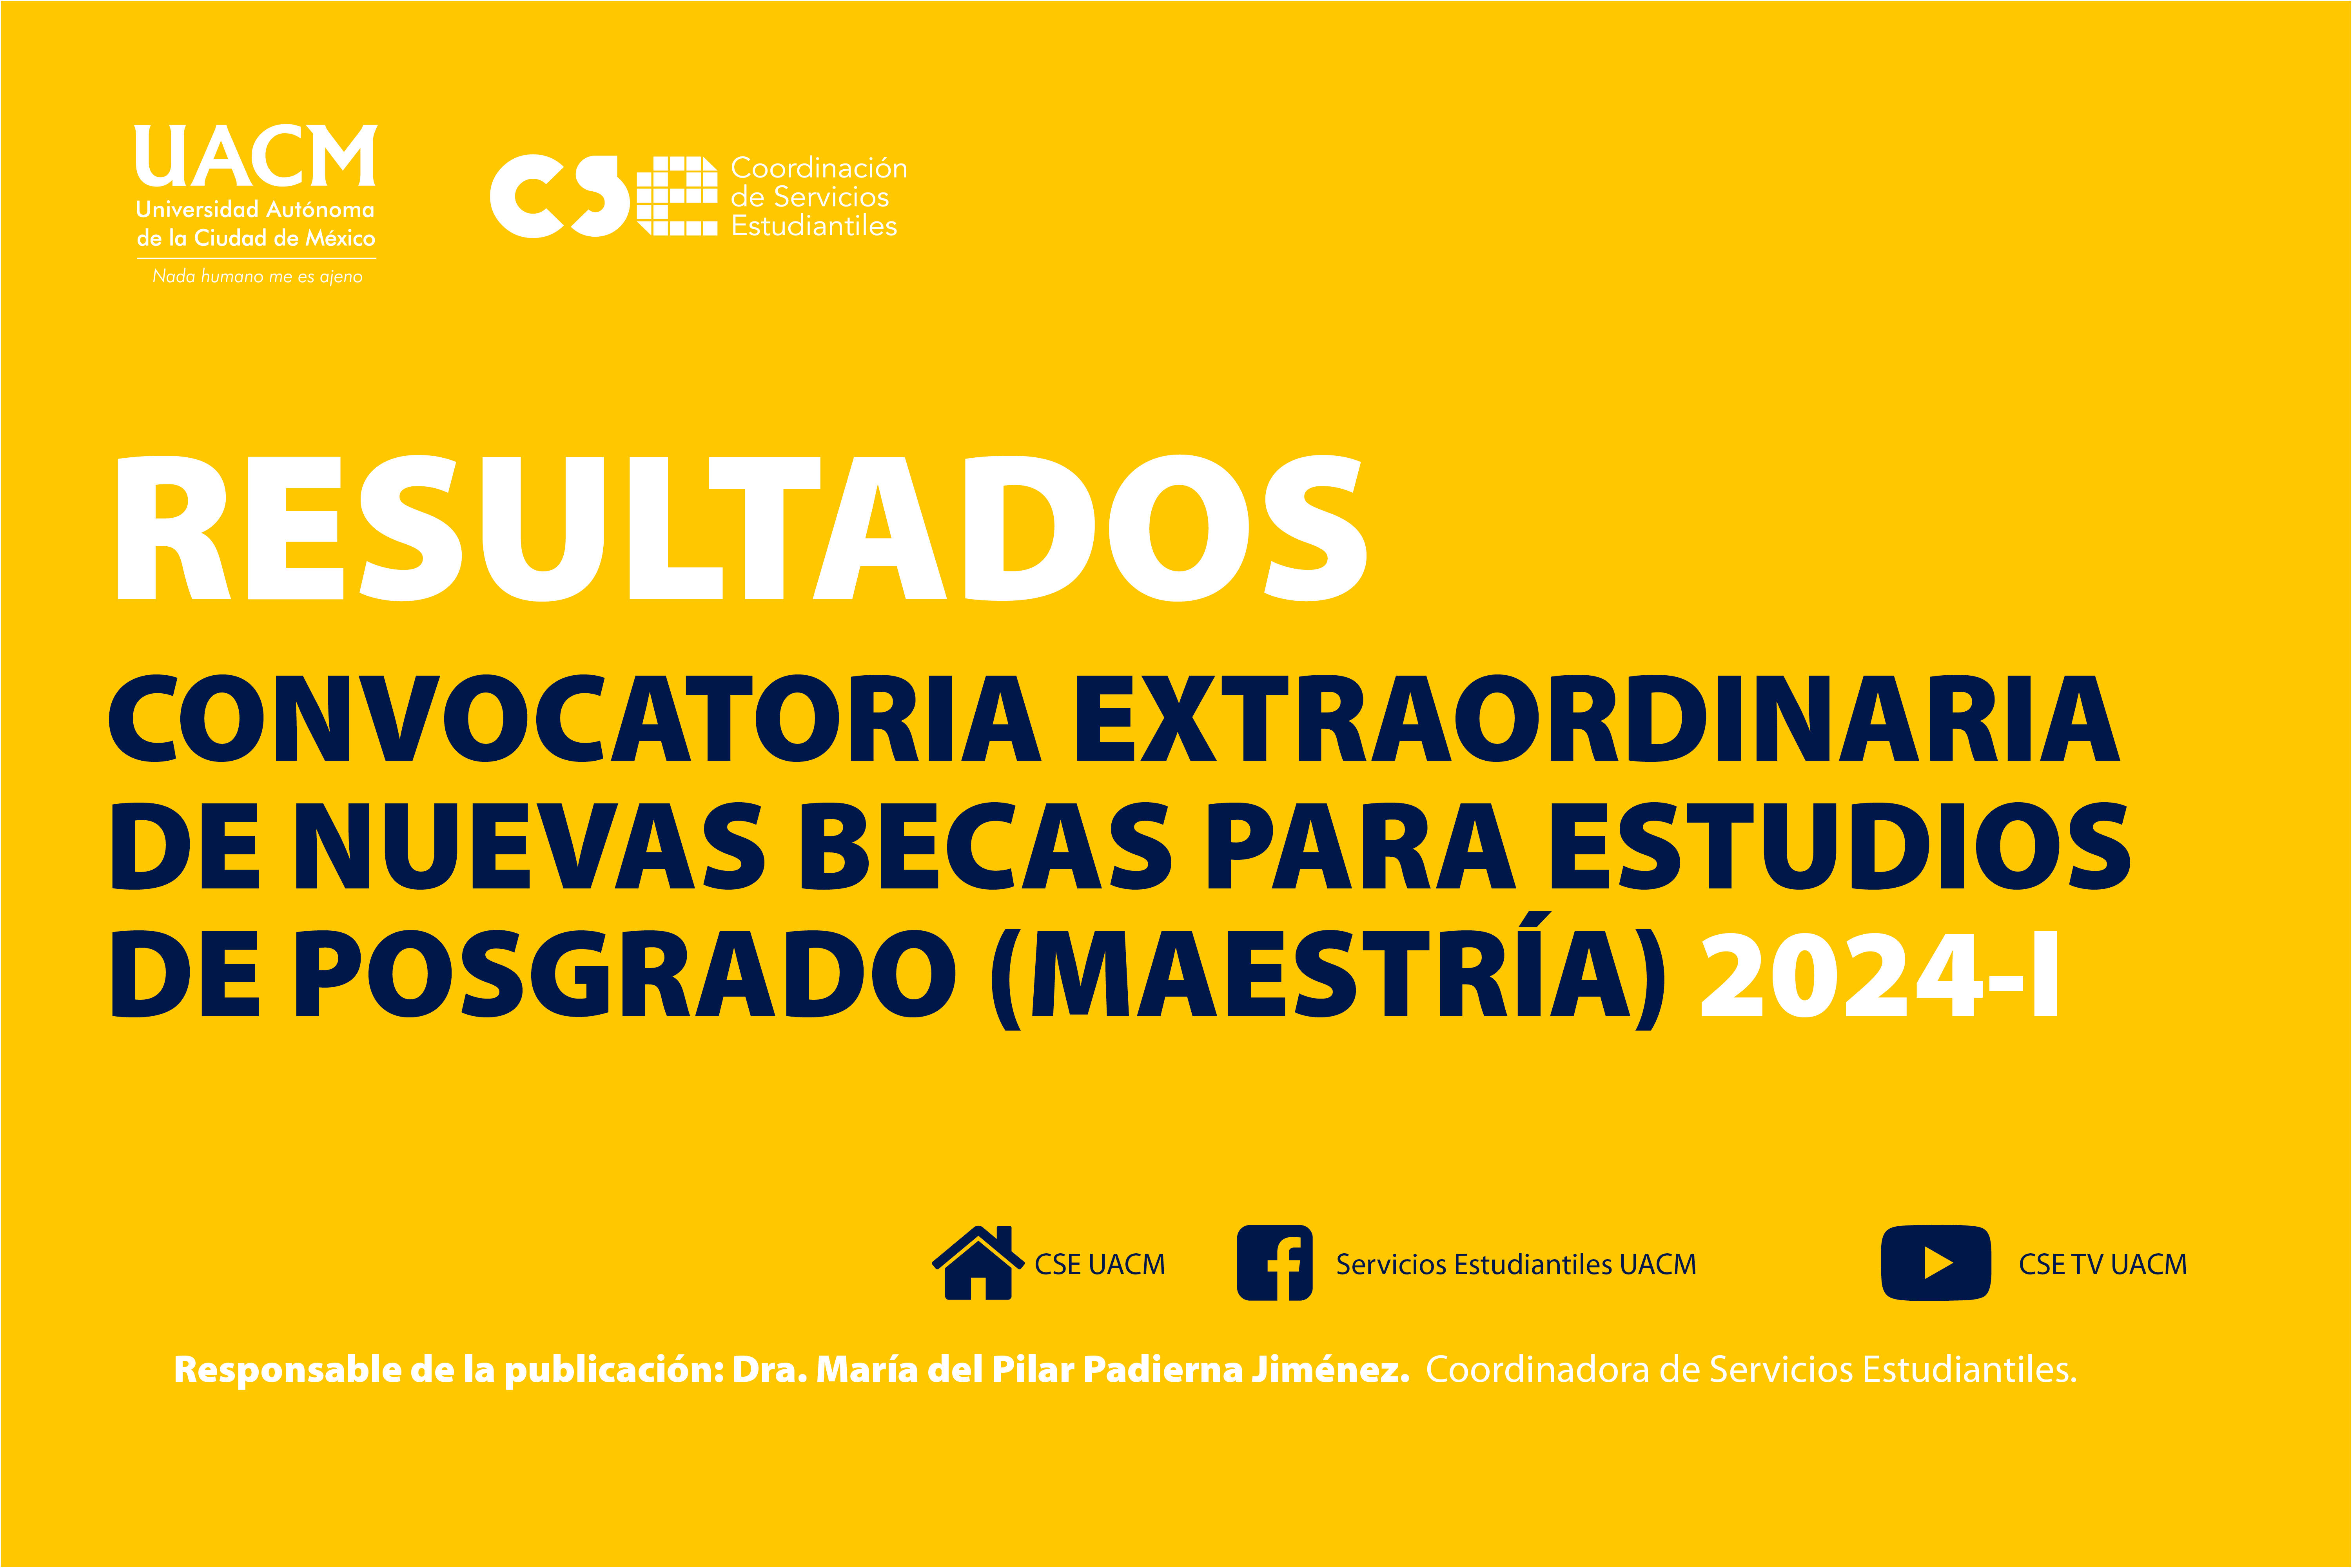 UACM
Universidad Autónoma
de la Ciudad de México
Nada humano me es ajeno
cse
Coordinación
de Servicios
Estudiantiles
RESULTADOS
CONVOCATORIA EXTRAORDINARIA
DE NUEVAS BECAS PARA ESTUDIOS
DE POSGRADO (MAESTRÍA) 2024-I
CSE UACM
Servicios Estudiantiles UACM
CSE TV UACM
Responsable de la publicación: Dra. María del Pilar Padierna Jiménez. Coordinadora de Servicios Estudiantiles.